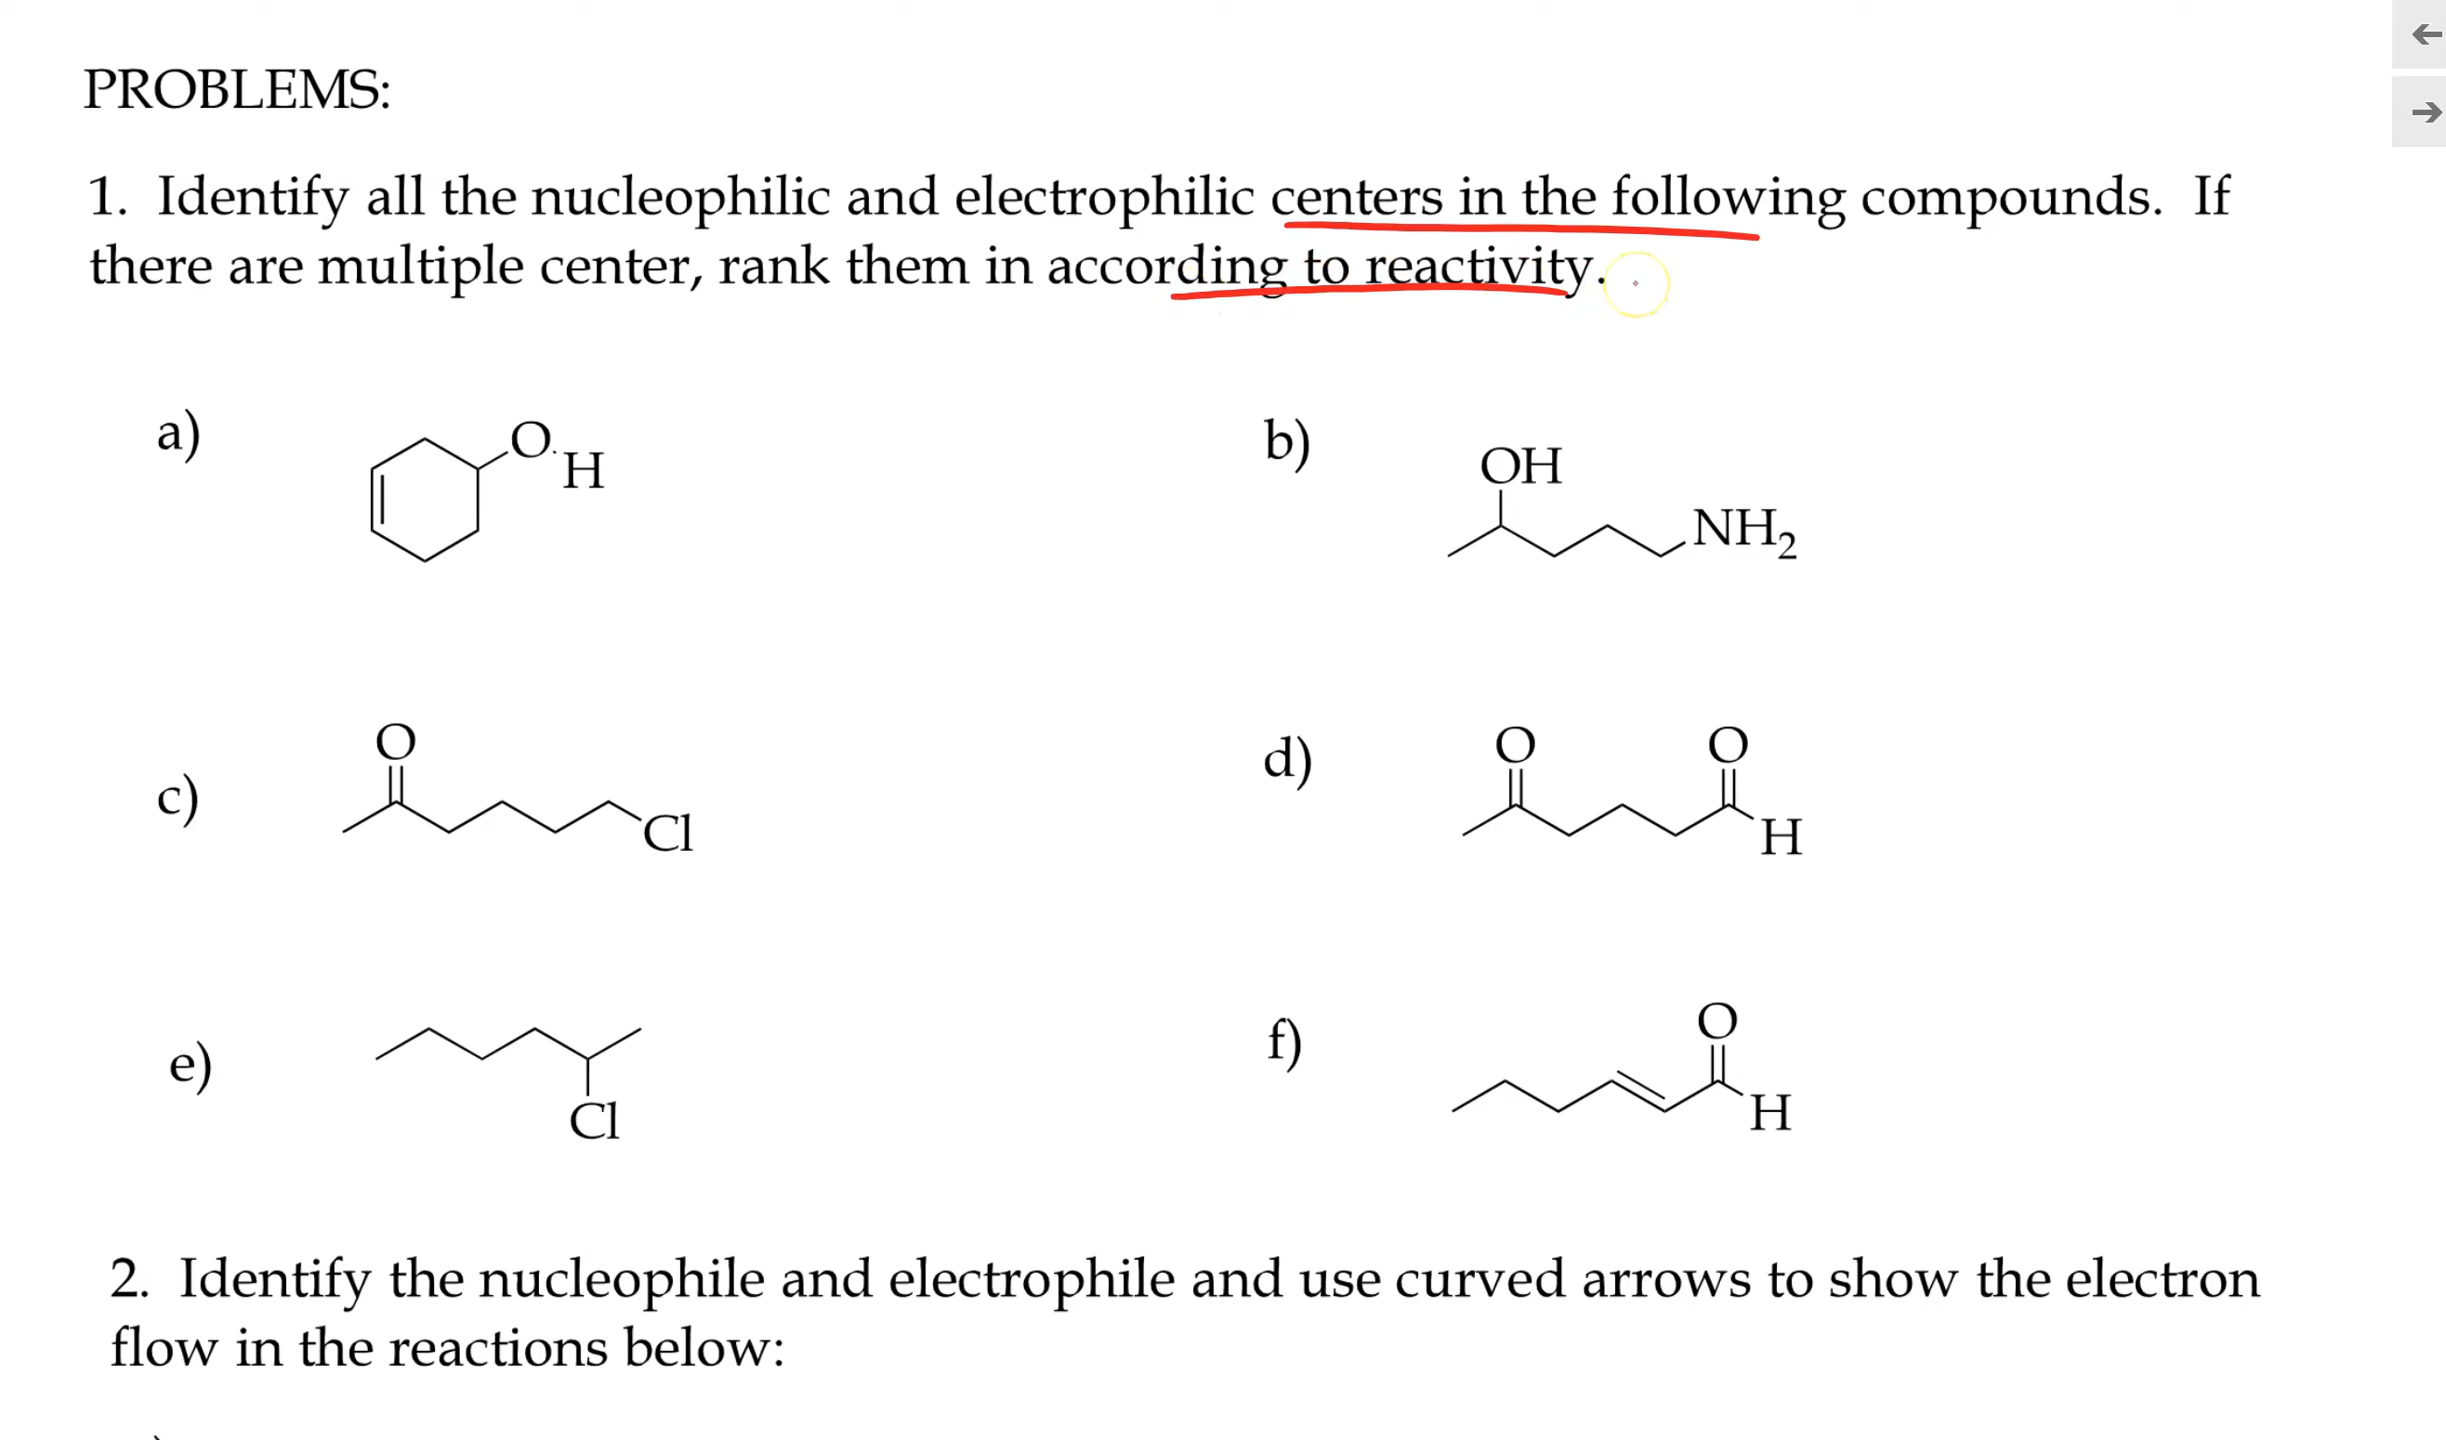 PROBLEMS:
1. Identify all the nucleophilic and electrophilic centers in the following compounds. If
there are multiple center, rank them in according to reactivity.
a)
O
H
b)
OH
NH₂
c)
O
Cl
d)
O
O
H
e)
Cl
f)
O
H
2. Identify the nucleophile and electrophile and use curved arrows to show the electron
flow in the reactions below: